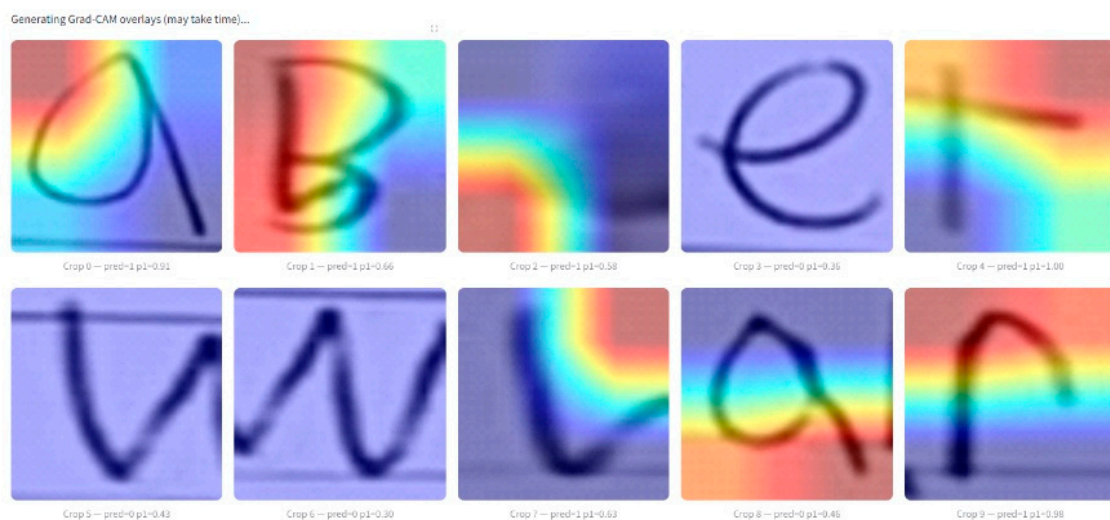 Generating Grad-CAM overlays (may take time)...
a B e t
Crop 0 — pred=1 p1=0.91 Crop 1 — pred=1 p1=0.66 Crop 2 — pred=1 p1=0.58 Crop 3 — pred=0 p1=0.36 Crop 4 — pred=1 p1=1.00
a
Crop 5 — pred=0 p1=0.43 Crop 6 — pred=0 p1=0.30 Crop 7 — pred=1 p1=0.63 Crop 8 — pred=0 p1=0.46 Crop 9 — pred=1 p1=0.98